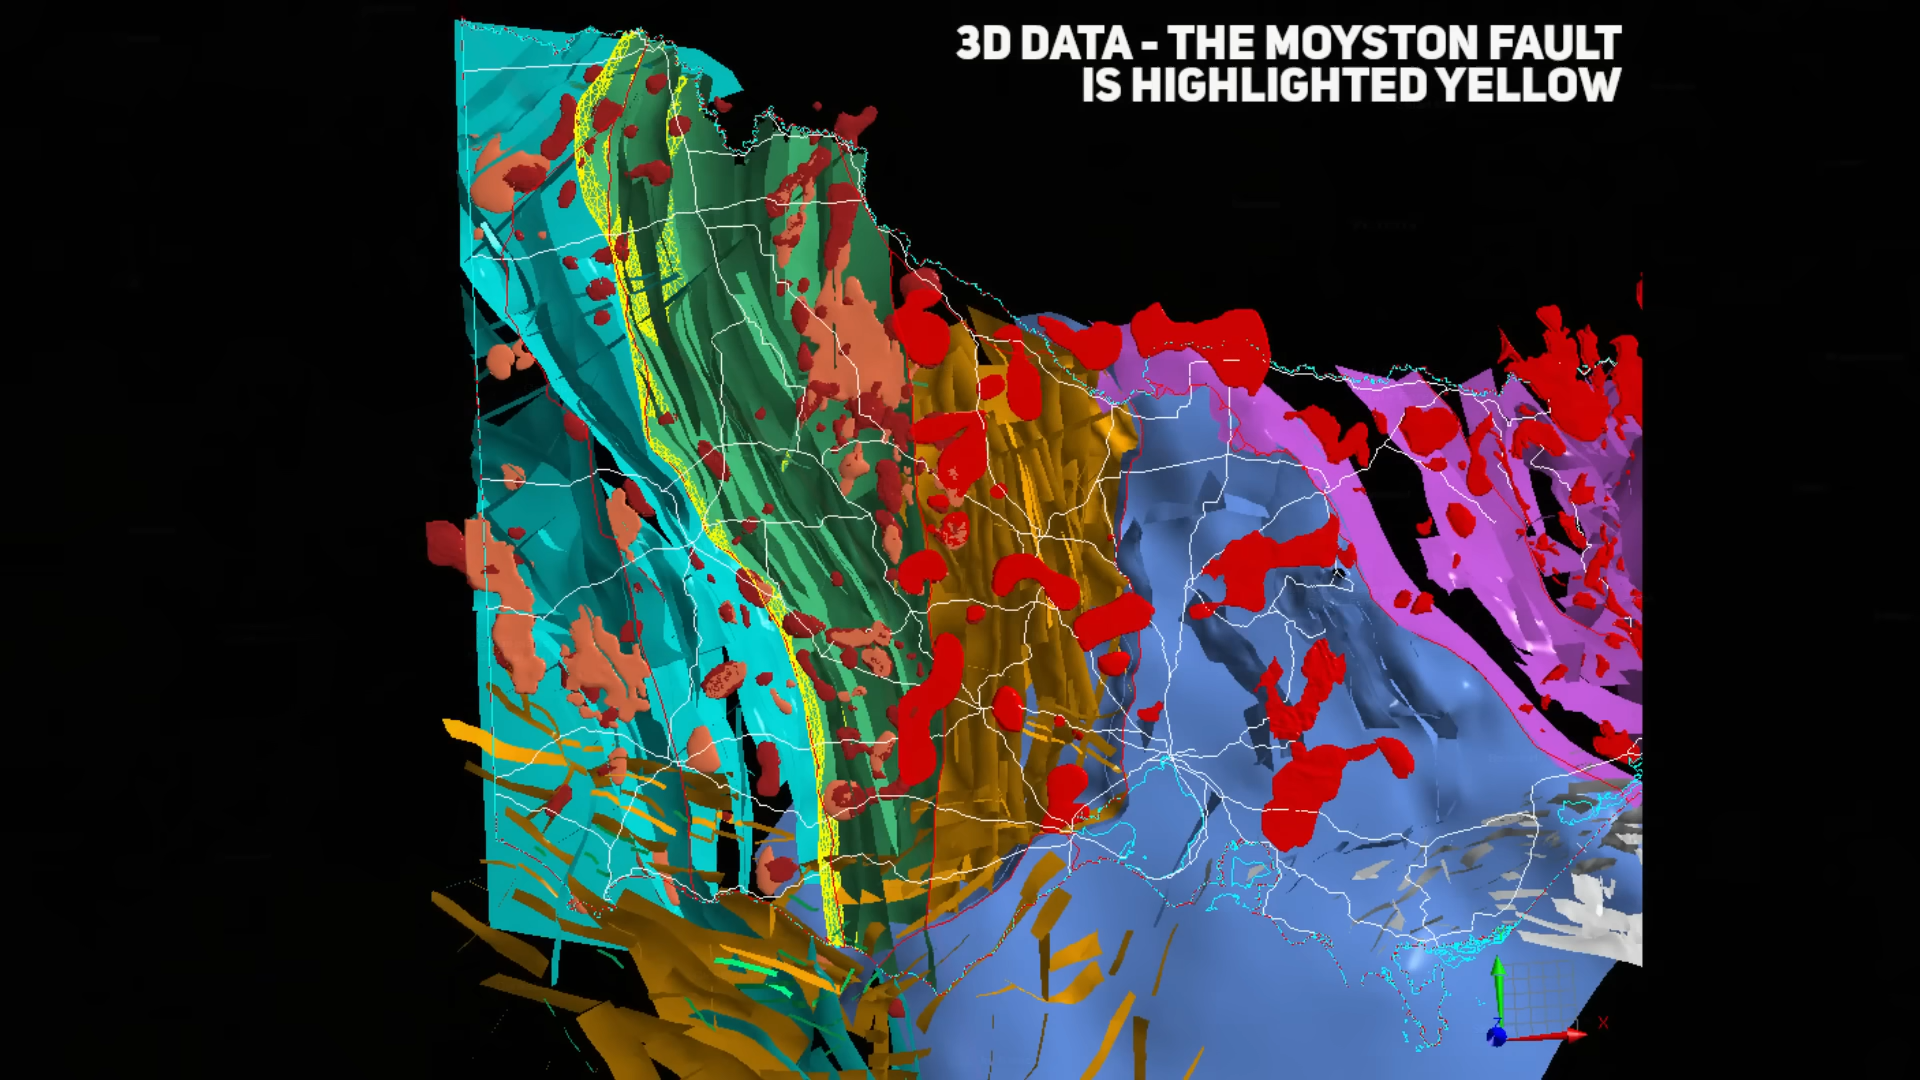 3D DATA - THE MOYSTON FAULT
IS HIGHLIGHTED YELLOW
X
Z